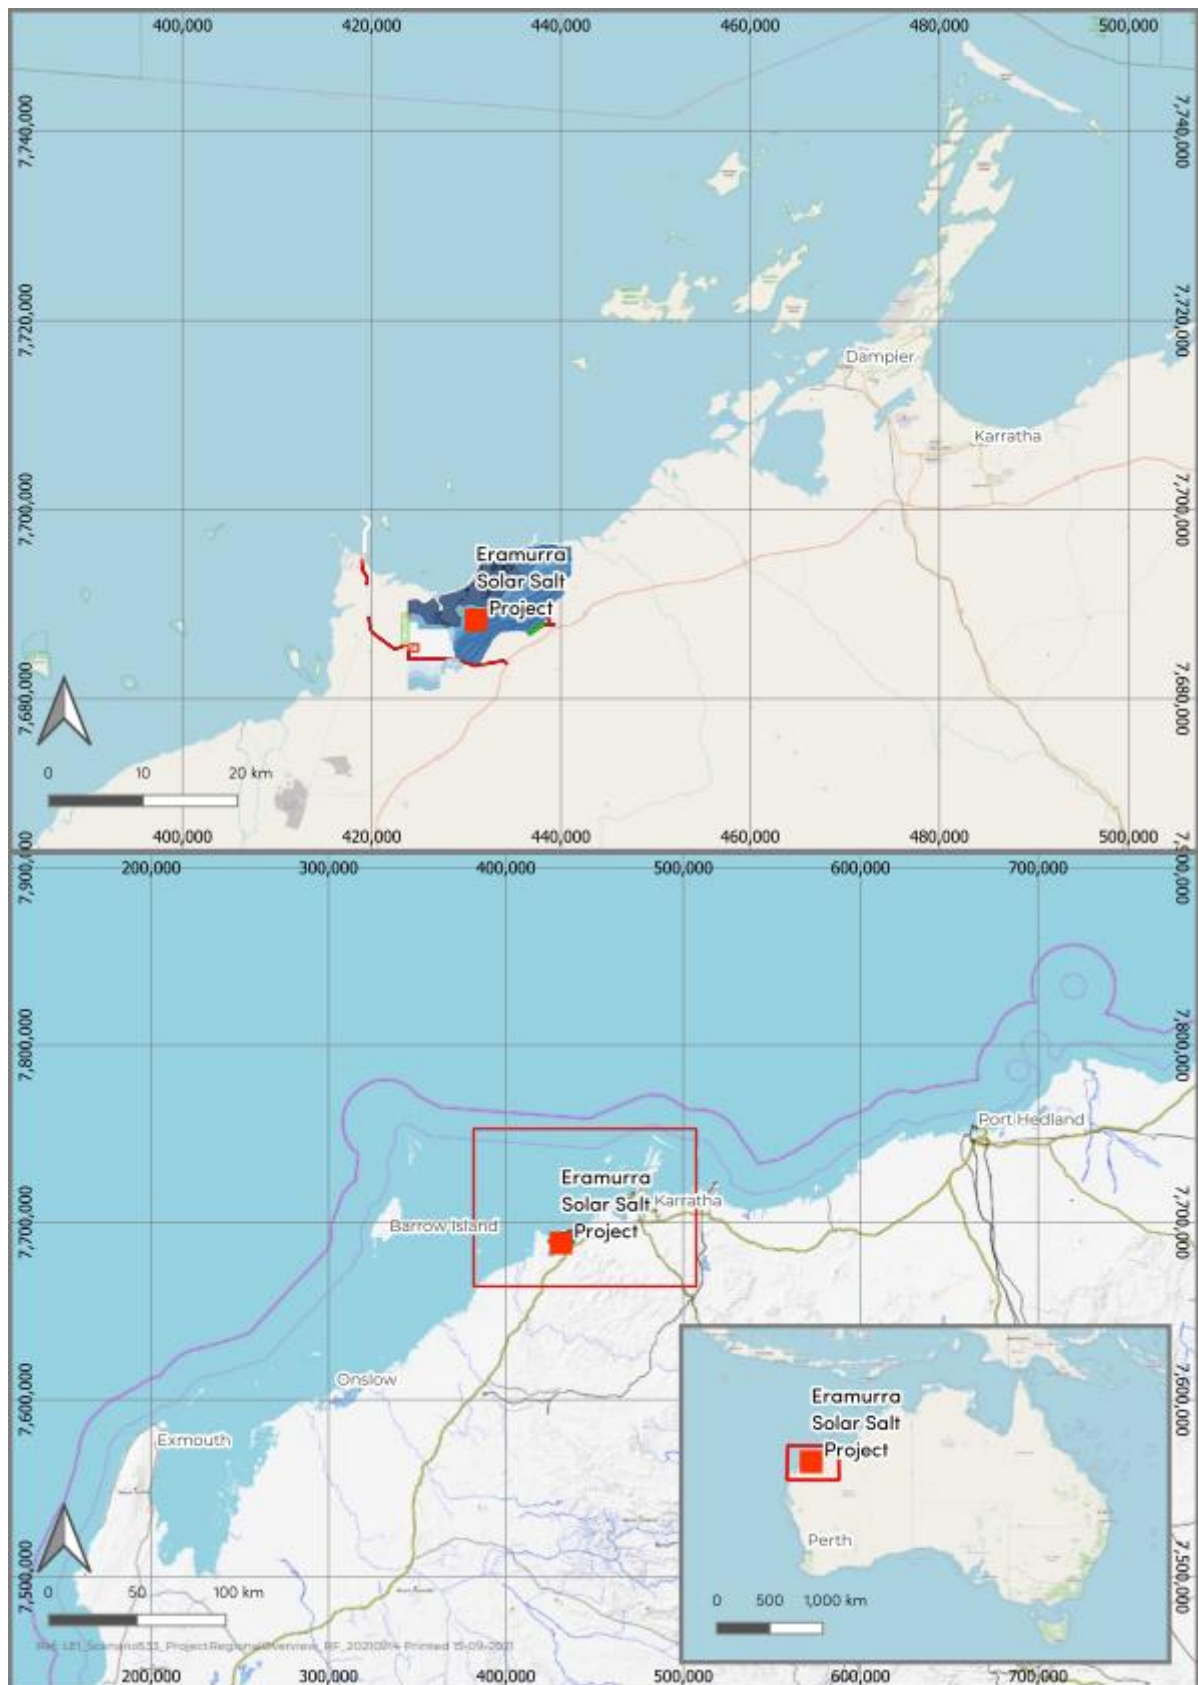 400,000 420,000 440,000 460,000 480,000 500,000
7,740,000 7,740,000
7,720,000 7,720,000
Dampier
Karratha
7,700,000 7,700,000
Eramurra
Solar Salt
Project
7,680,000 7,680,000
0 10 20 km
400,000 420,000 440,000 460,000 480,000 500,000
7,900,000 7,900,000
200,000 300,000 400,000 500,000 600,000 700,000
7,800,000 7,800,000
Port Hedland
Eramurra
Solar Salt
Project
Karratha
Barrow Island
7,700,000 7,700,000
Onslow
7,600,000 7,600,000
Exmouth
Eramurra
Solar Salt
Project
Perth
7,500,000 7,500,000
0 50 100 km
0 500 1,000 km
200,000 300,000 400,000 500,000 600,000 700,000